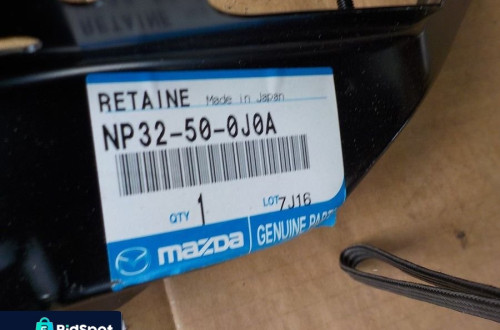 RETAINE Made in Japan
NP32-50-0J0A
QTY 1 LOT 7J16
mazda GENUINE PART
BidSpot